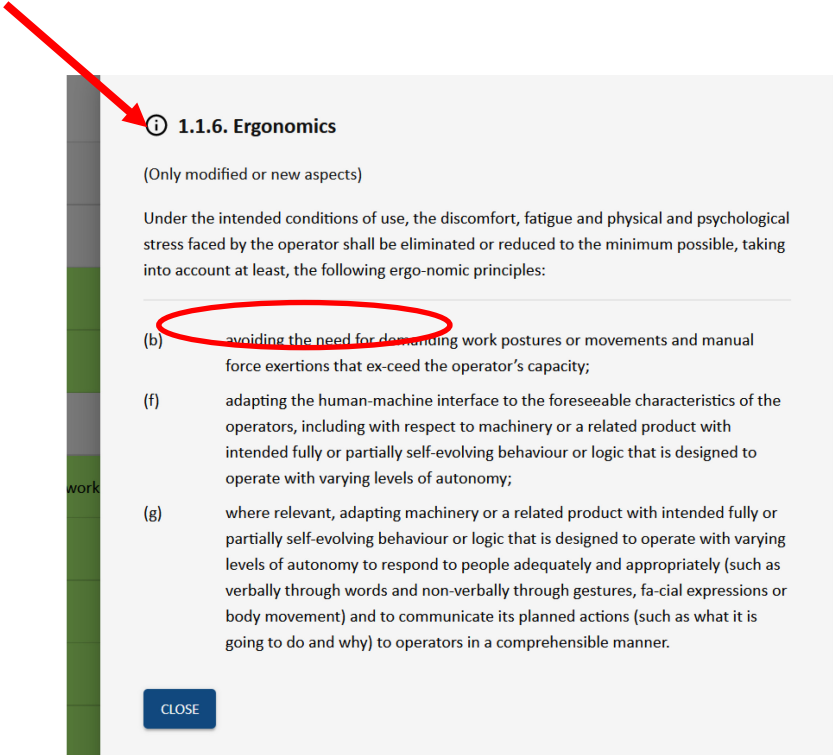 1.1.6. Ergonomics
(Only modified or new aspects)
Under the intended conditions of use, the discomfort, fatigue and physical and psychological
stress faced by the operator shall be eliminated or reduced to the minimum possible, taking
into account at least, the following ergo-nomic principles:
(b) avoiding the need for demanding work postures or movements and manual
force exertions that ex-ceed the operator’s capacity;
(f) adapting the human-machine interface to the foreseeable characteristics of the
operators, including with respect to machinery or a related product with
intended fully or partially self-evolving behaviour or logic that is designed to
operate with varying levels of autonomy;
work
(g) where relevant, adapting machinery or a related product with intended fully or
partially self-evolving behaviour or logic that is designed to operate with varying
levels of autonomy to respond to people adequately and appropriately (such as
verbally through words and non-verbally through gestures, fa-cial expressions or
body movement) and to communicate its planned actions (such as what it is
going to do and why) to operators in a comprehensible manner.
CLOSE